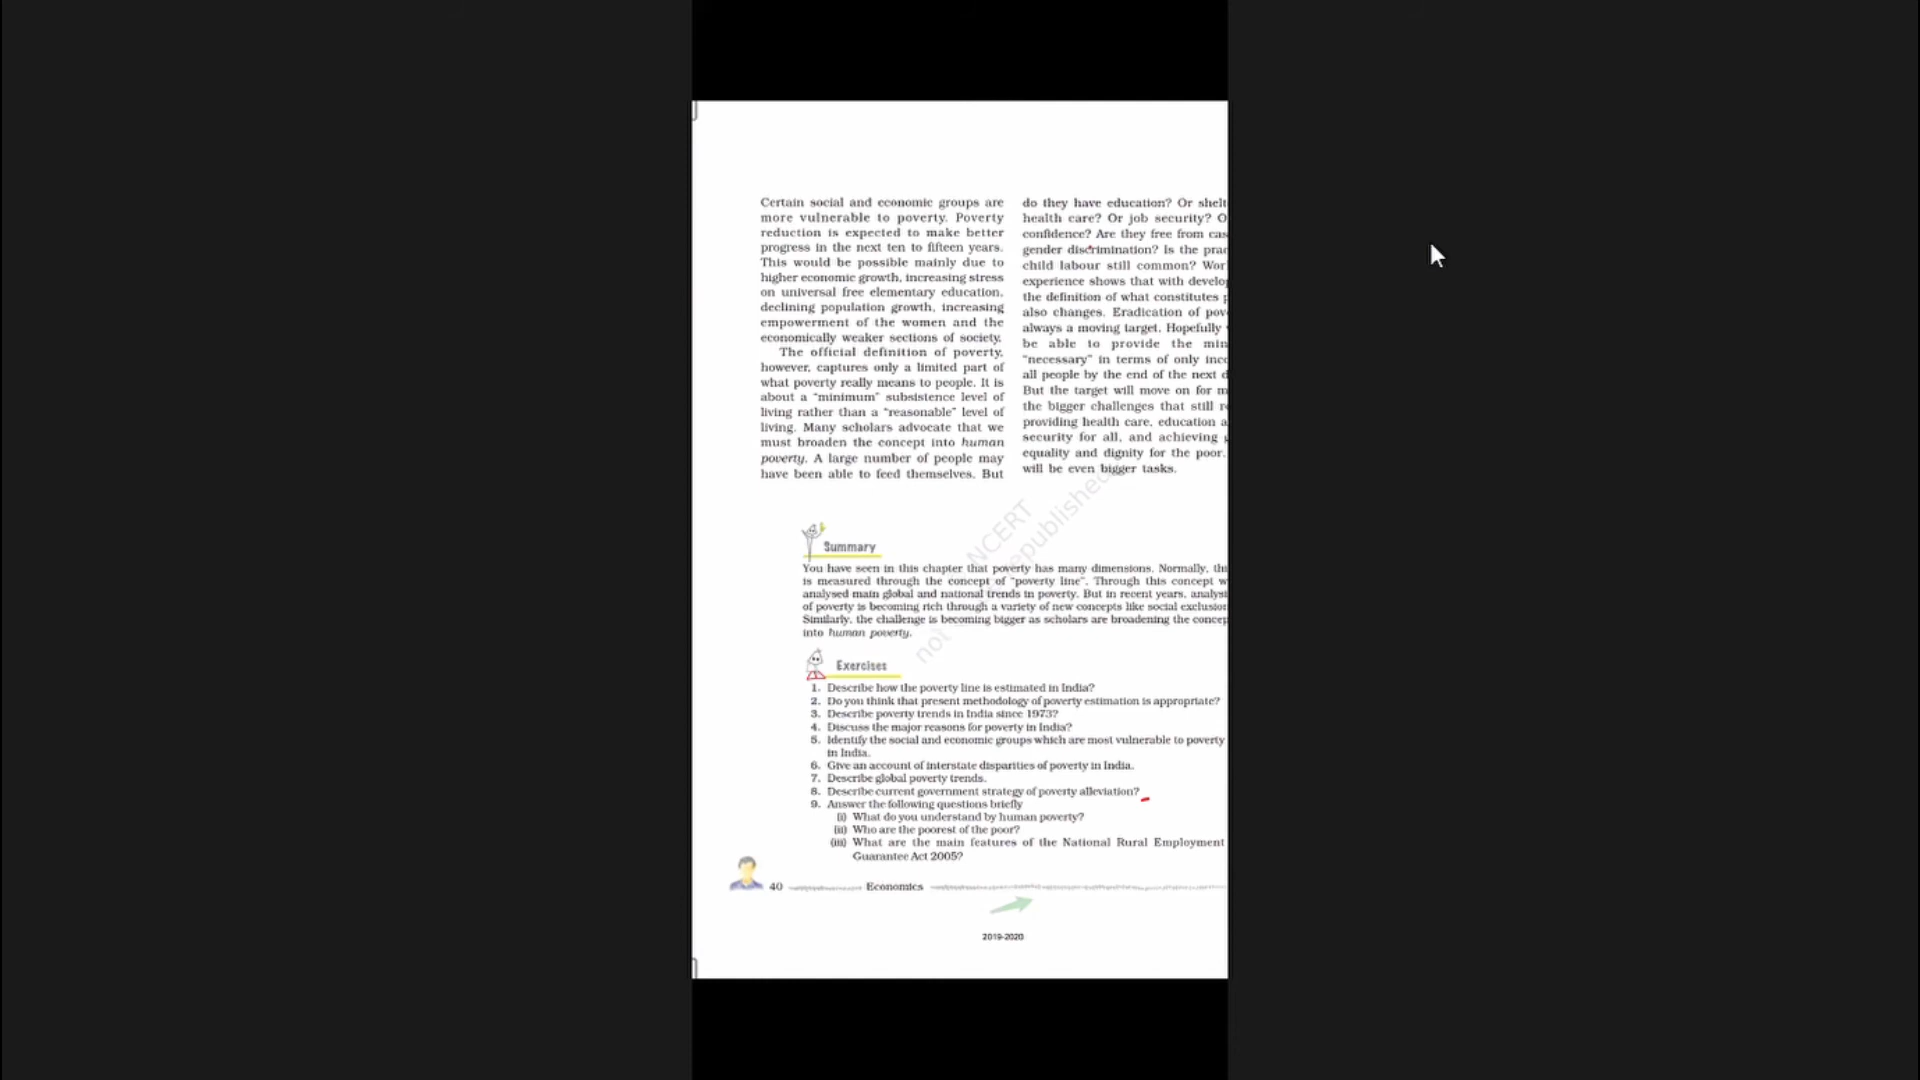 Certain social and economic groups are
more vulnerable to poverty. Poverty
reduction is expected to make better
progress in the next ten to fifteen years.
This would be possible mainly due to
higher economic growth, increasing stress
on universal free elementary education,
declining population growth, increasing
empowerment of the women and the
economically weaker sections of society.
The official definition of poverty,
however, captures only a limited part of
what poverty really means to people. It is
about a “minimum” subsistence level of
living rather than a “reasonable” level of
living. Many scholars advocate that we
must broaden the concept into human
poverty. A large number of people may
have been able to feed themselves. But
do they have education? Or shelt
health care? Or job security? O
confidence? Are they free from cas
gender discrimination? Is the prac
child labour still common? Wor
experience shows that with develop
the definition of what constitutes p
also changes. Eradication of pov
always a moving target. Hopefully
be able to provide the min
“necessary” in terms of only inco
all people by the end of the next d
But the target will move on for m
the bigger challenges that still r
providing health care, education a
security for all, and achieving g
equality and dignity for the poor.
will be even bigger tasks.
NCERT
not republished
Summary
You have seen in this chapter that poverty has many dimensions. Normally, thi
is measured through the concept of “poverty line”. Through this concept w
analysed main global and national trends in poverty. But in recent years, analysi
of poverty is becoming rich through a variety of new concepts like social exclusion
Similarly, the challenge is becoming bigger as scholars are broadening the concep
into human poverty.
Exercises
1. Describe how the poverty line is estimated in India?
2. Do you think that present methodology of poverty estimation is appropriate?
3. Describe poverty trends in India since 1973?
4. Discuss the major reasons for poverty in India?
5. Identify the social and economic groups which are most vulnerable to poverty
in India.
6. Give an account of interstate disparities of poverty in India.
7. Describe global poverty trends.
8. Describe current government strategy of poverty alleviation?
9. Answer the following questions briefly
(i) What do you understand by human poverty?
(ii) Who are the poorest of the poor?
(iii) What are the main features of the National Rural Employment
Guarantee Act 2005?
40 Economics
2019-2020